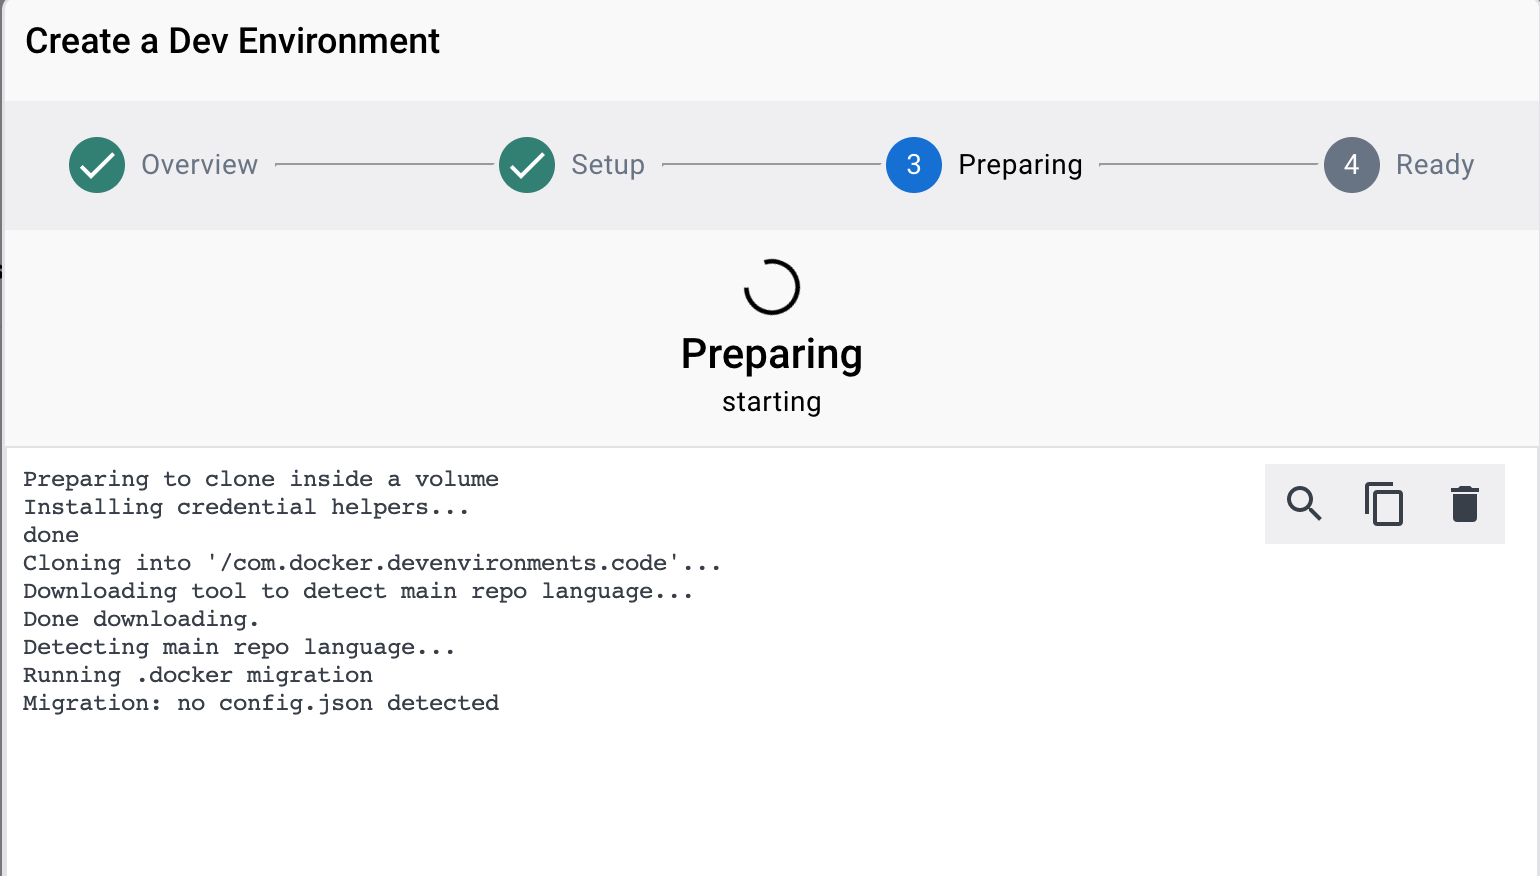 Create a Dev Environment
Overview
Setup
3 Preparing
4 Ready
Preparing
starting
Preparing to clone inside a volume
Installing credential helpers...
done
Cloning into '/com.docker.devenvironments.code'...
Downloading tool to detect main repo language...
Done downloading.
Detecting main repo language...
Running .docker migration
Migration: no config.json detected